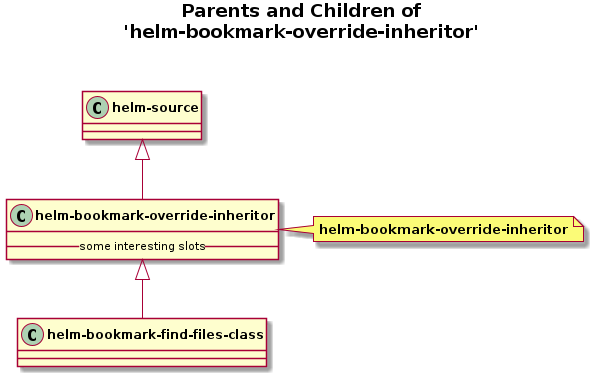 Parents and Children of
'helm-bookmark-override-inheritor'
C helm-source
C helm-bookmark-override-inheritor
some interesting slots
helm-bookmark-override-inheritor
C helm-bookmark-find-files-class